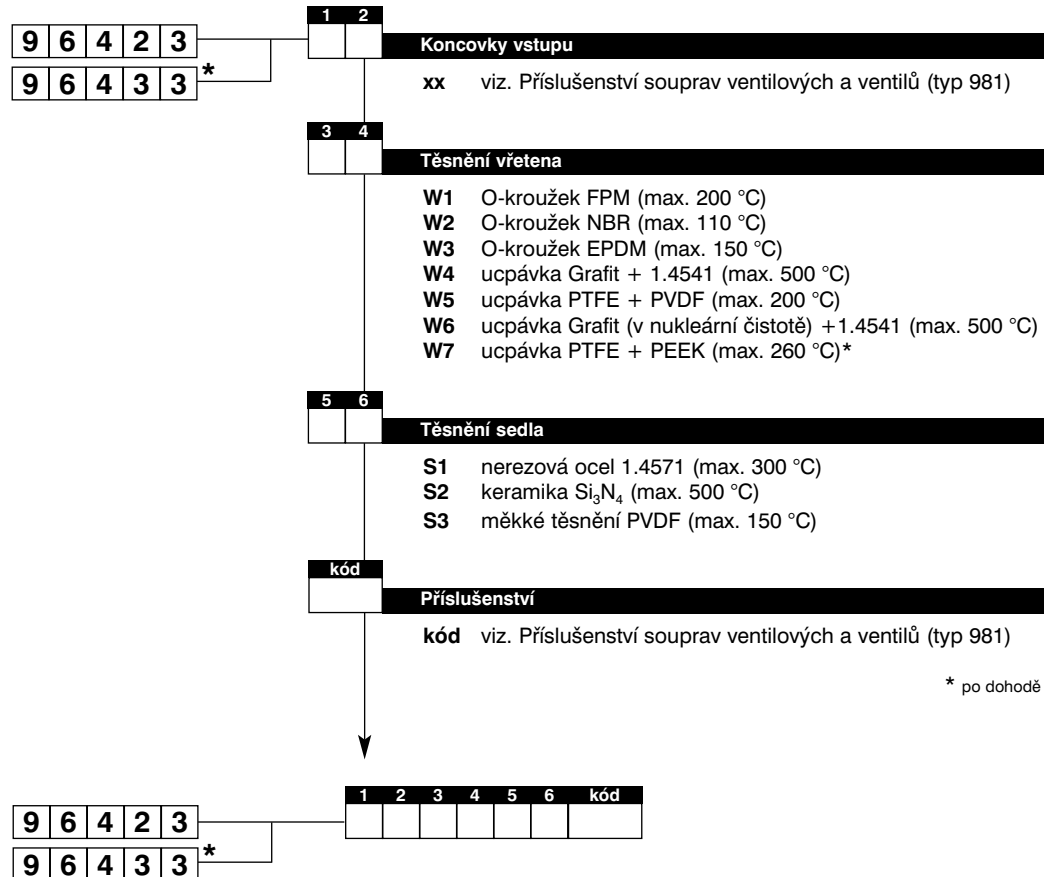 1 2
9 6 4 2 3
Koncovky vstupu
9 6 4 3 3 *
xx viz. Příslušenství souprav ventilových a ventilů (typ 981)
3 4
Těsnění vřetena
W1 O-kroužek FPM (max. 200 °C)
W2 O-kroužek NBR (max. 110 °C)
W3 O-kroužek EPDM (max. 150 °C)
W4 ucpávka Grafit + 1.4541 (max. 500 °C)
W5 ucpávka PTFE + PVDF (max. 200 °C)
W6 ucpávka Grafit (v nukleární čistotě) +1.4541 (max. 500 °C)
W7 ucpávka PTFE + PEEK (max. 260 °C)*
5 6
Těsnění sedla
S1 nerezová ocel 1.4571 (max. 300 °C)
S2 keramika Si₃N₄ (max. 500 °C)
S3 měkké těsnění PVDF (max. 150 °C)
kód
Příslušenství
kód viz. Příslušenství souprav ventilových a ventilů (typ 981)
* po dohodě
1 2 3 4 5 6 kód
9 6 4 2 3
9 6 4 3 3 *